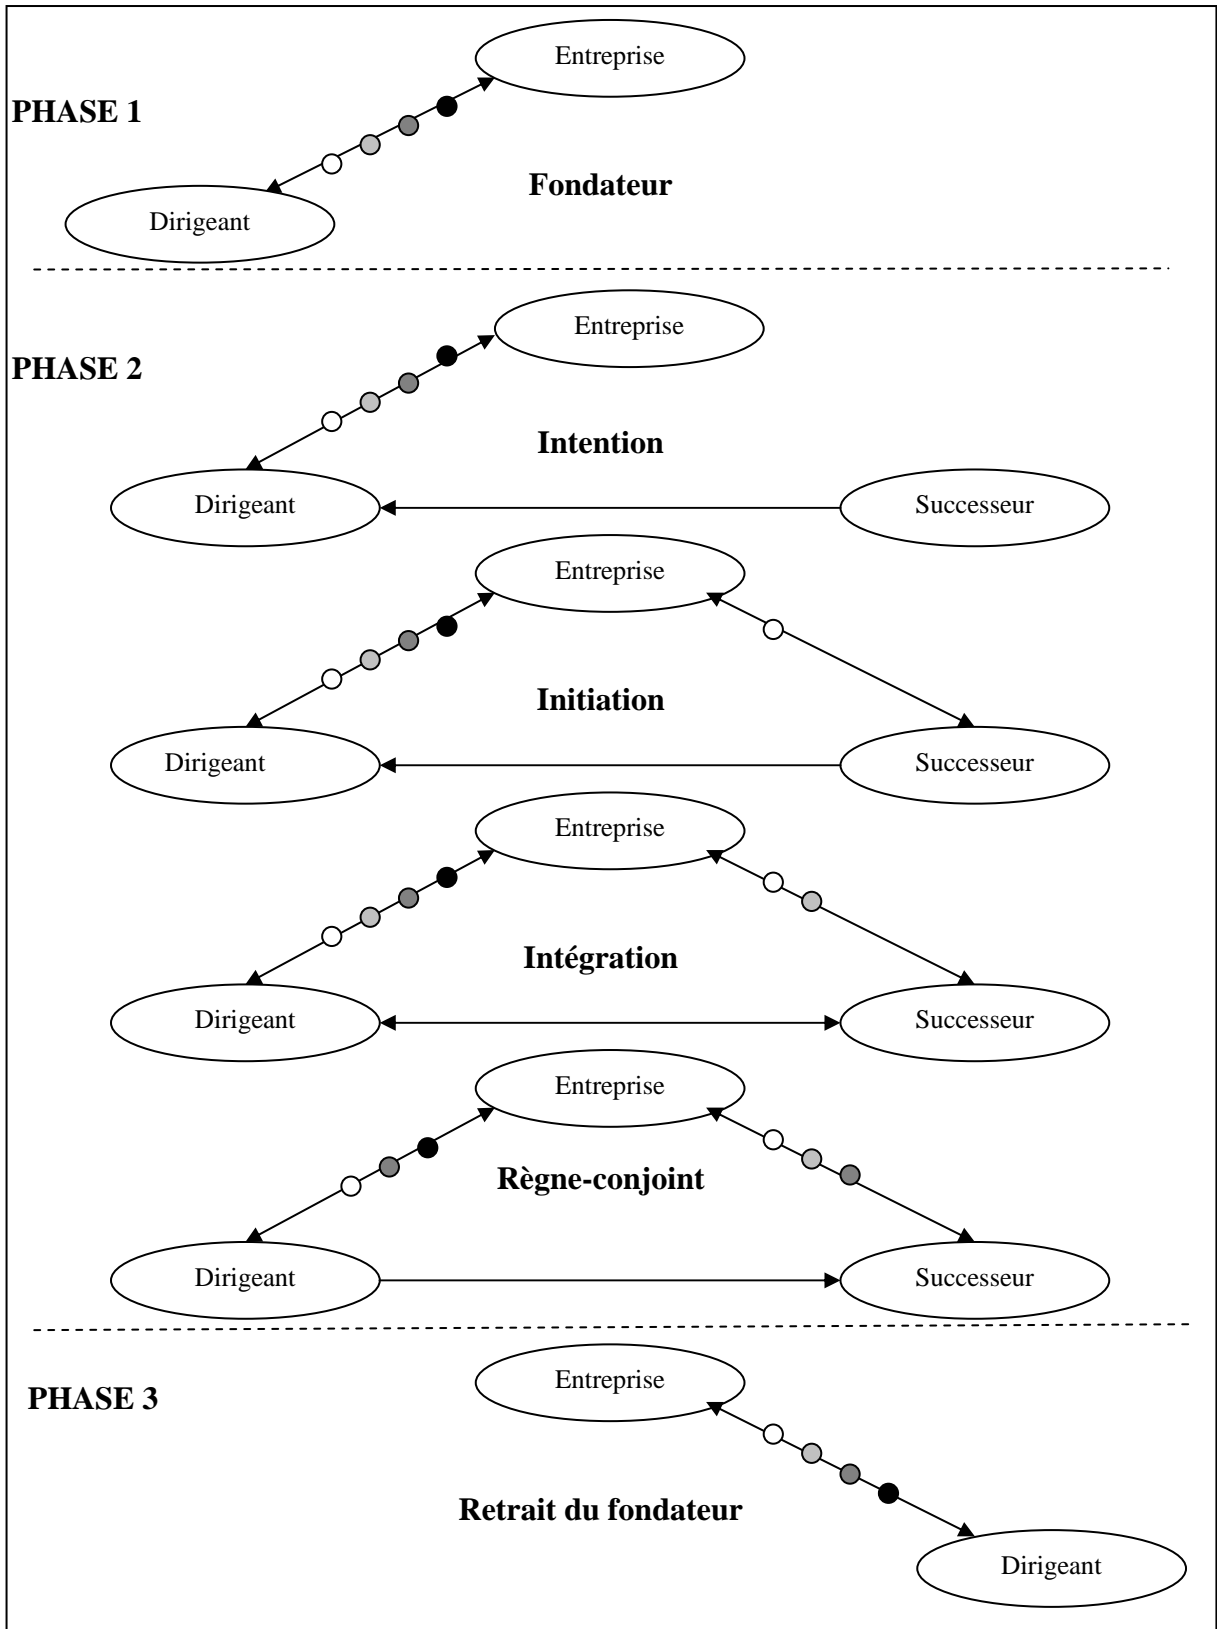 Entreprise
PHASE 1
Fondateur
Dirigeant
Entreprise
PHASE 2
Intention
Dirigeant
Successeur
Entreprise
Initiation
Dirigeant
Successeur
Entreprise
Intégration
Dirigeant
Successeur
Entreprise
Règne-conjoint
Dirigeant
Successeur
Entreprise
PHASE 3
Retrait du fondateur
Dirigeant